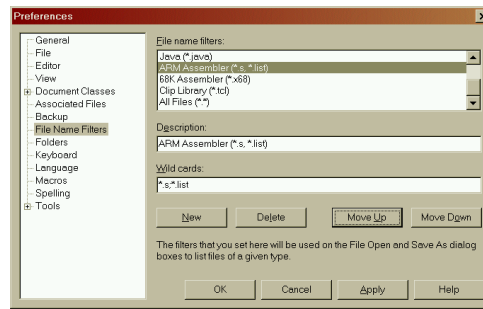 Preferences
General
File
Editor
View
Document Classes
Associated Files
Backup
File Name Filters
Folders
Keyboard
Language
Macros
Spelling
Tools
File name filters:
Java (*.java)
ARM Assembler (*.s, *.list)
68K Assembler (*.x68)
Clip Library (*.tcl)
All Files (*.*)
Description:
ARM Assembler (*.s, *.list)
Wild cards:
*.s;*.list
New Delete Move Up Move Down
The filters that you set here will be used on the File Open and Save As dialog
boxes to list files of a given type.
OK Cancel Apply Help